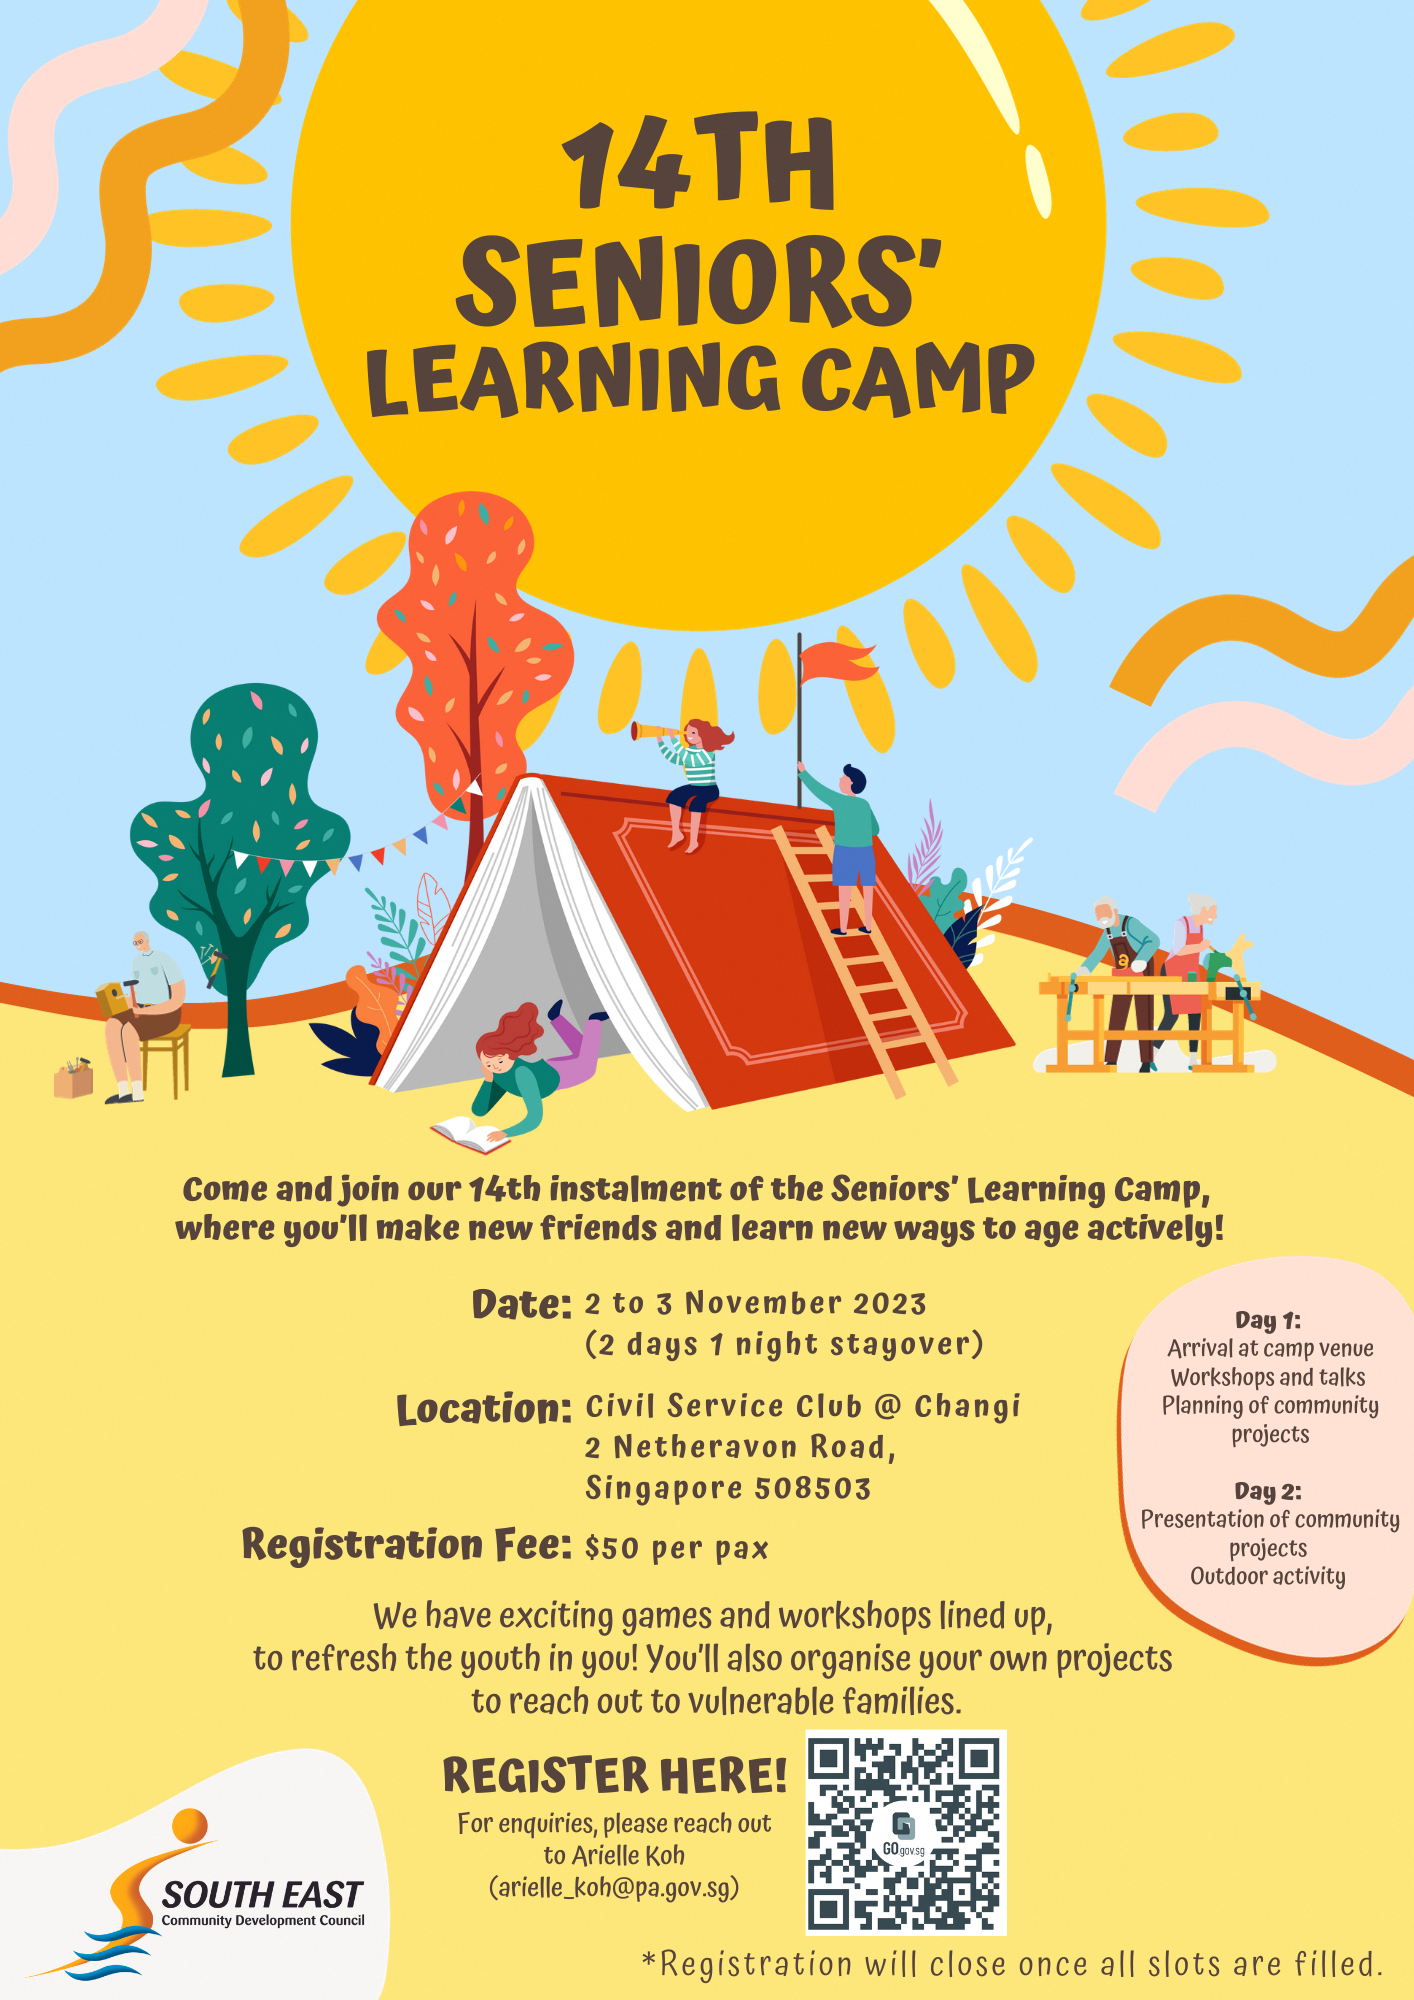 14TH
SENIORS'
LEARNING CAMP
a
Come and join our 14th instalment of the Seniors' Learning Camp,
where you'll make new friends and learn new ways to age actively!
Date: 2 to 3 November 2023
(2 days 1 night stayover)
Location: Civil Service Club @ Changi
2 Netheravon Road,
Singapore 508503
Registration Fee: $50 per pax
Day 1:
Arrival at camp venue
Workshops and talks
Planning of community
projects
Day 2:
Presentation of community
projects
Outdoor activity
We have exciting games and workshops lined up,
to refresh the youth in you! You'll also organise your own projects
to reach out to vulnerable families.
REGISTER HERE!
For enquiries, please reach out
to Arielle Koh
(arielle_koh@pa.gov.sg)
GO gov.sg
SOUTH EAST
Community Development Council
*Registration will close once all slots are filled.